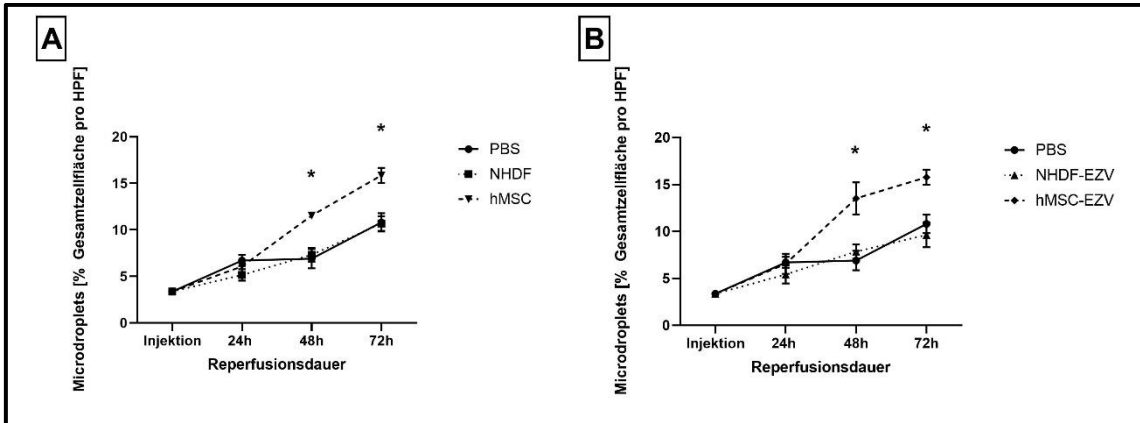 A
Microdroplets [% Gesamtzellfläche pro HPF]
20
15
10
5
0
*
*
Injektion 24h 48h 72h
Reperfusionsdauer
PBS
NHDF
hMSC
B
Microdroplets [% Gesamtzellfläche pro HPF]
20
15
10
5
0
*
*
Injektion 24h 48h 72h
Reperfusionsdauer
PBS
NHDF-EZV
hMSC-EZV